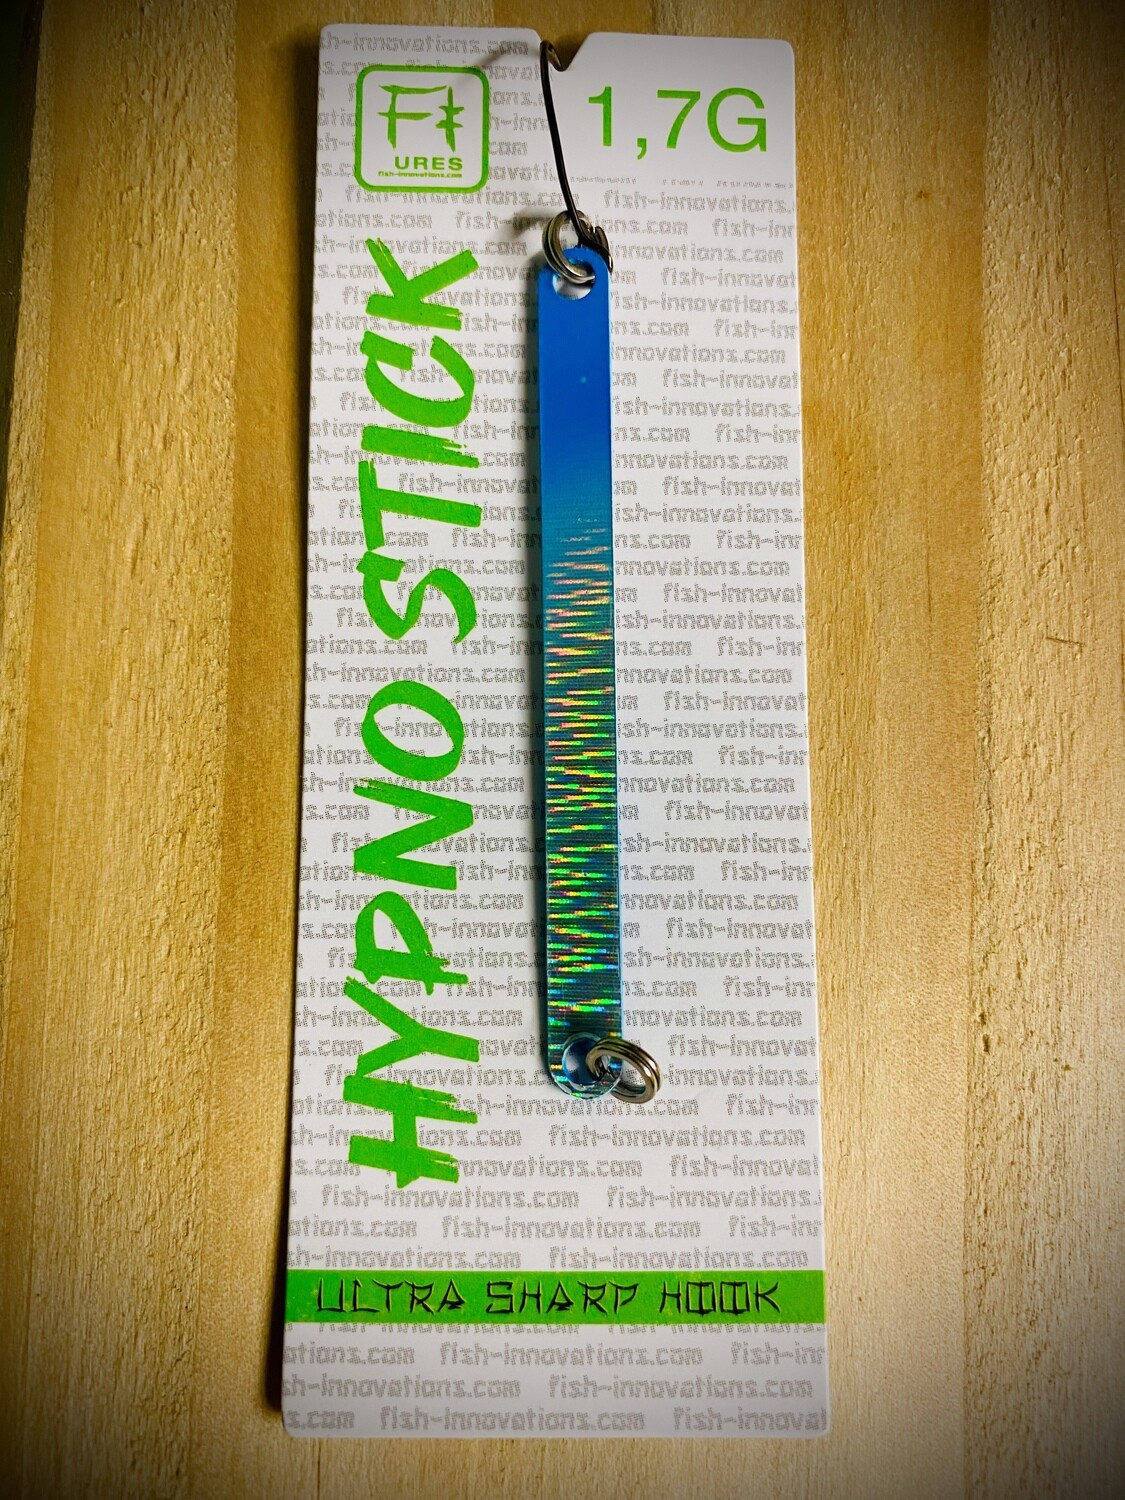 FI
URES
fish-innovations.com
1,7G
HYPNO STICK
ULTRA SHARP HOOK
fish-innovations.com